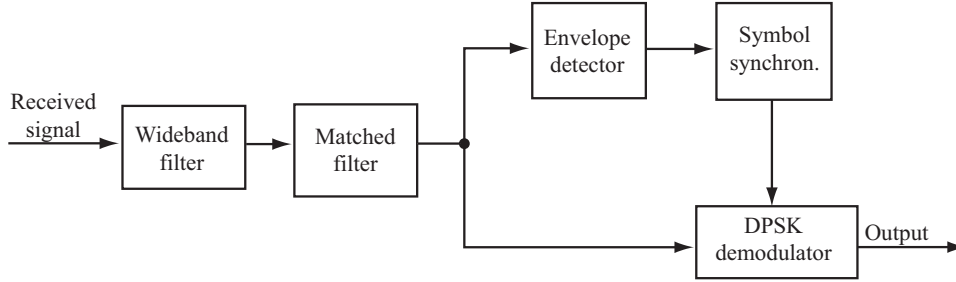 Received
signal
Wideband
filter
Matched
filter
Envelope
detector
Symbol
synchron.
DPSK
demodulator
Output